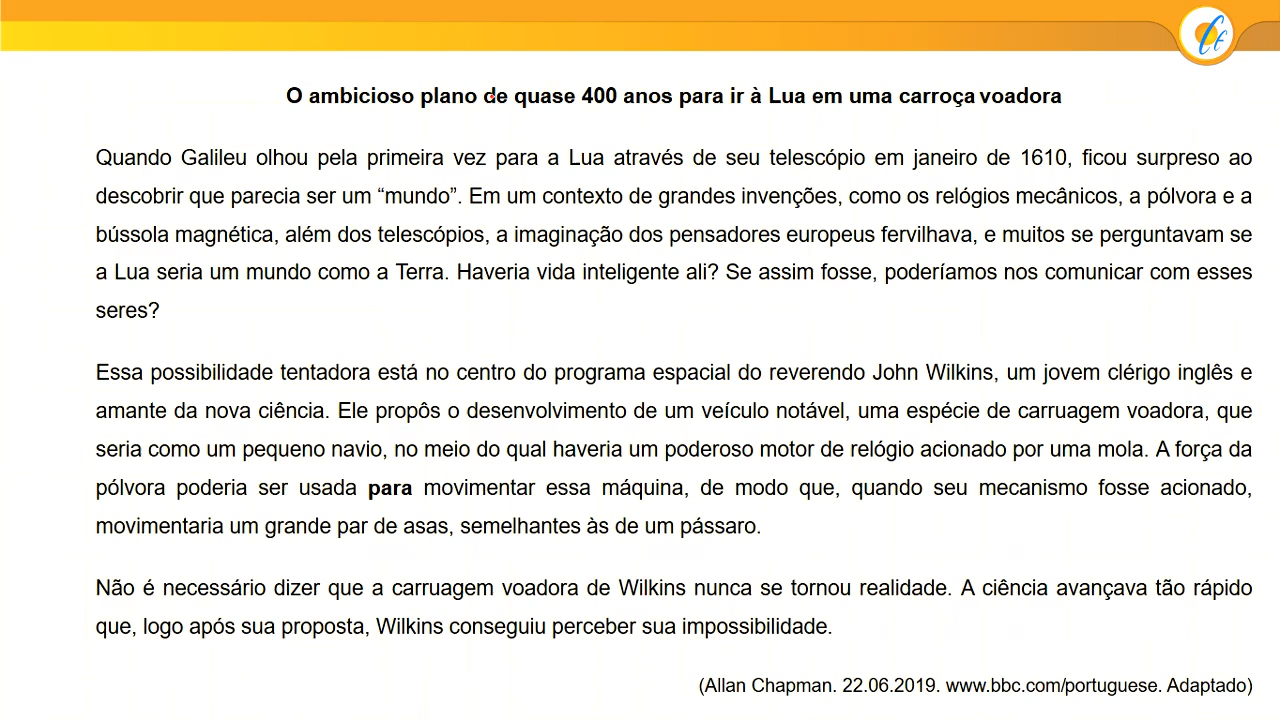 O ambicioso plano de quase 400 anos para ir à Lua em uma carroça voadora
Quando Galileu olhou pela primeira vez para a Lua através de seu telescópio em janeiro de 1610, ficou surpreso ao
descobrir que parecia ser um “mundo”. Em um contexto de grandes invenções, como os relógios mecânicos, a pólvora e a
bússola magnética, além dos telescópios, a imaginação dos pensadores europeus fervilhava, e muitos se perguntavam se
a Lua seria um mundo como a Terra. Haveria vida inteligente ali? Se assim fosse, poderíamos nos comunicar com esses
seres?
Essa possibilidade tentadora está no centro do programa espacial do reverendo John Wilkins, um jovem clérigo inglês e
amante da nova ciência. Ele propôs o desenvolvimento de um veículo notável, uma espécie de carruagem voadora, que
seria como um pequeno navio, no meio do qual haveria um poderoso motor de relógio acionado por uma mola. A força da
pólvora poderia ser usada para movimentar essa máquina, de modo que, quando seu mecanismo fosse acionado,
movimentaria um grande par de asas, semelhantes às de um pássaro.
Não é necessário dizer que a carruagem voadora de Wilkins nunca se tornou realidade. A ciência avançava tão rápido
que, logo após sua proposta, Wilkins conseguiu perceber sua impossibilidade.
(Allan Chapman. 22.06.2019. www.bbc.com/portuguese. Adaptado)